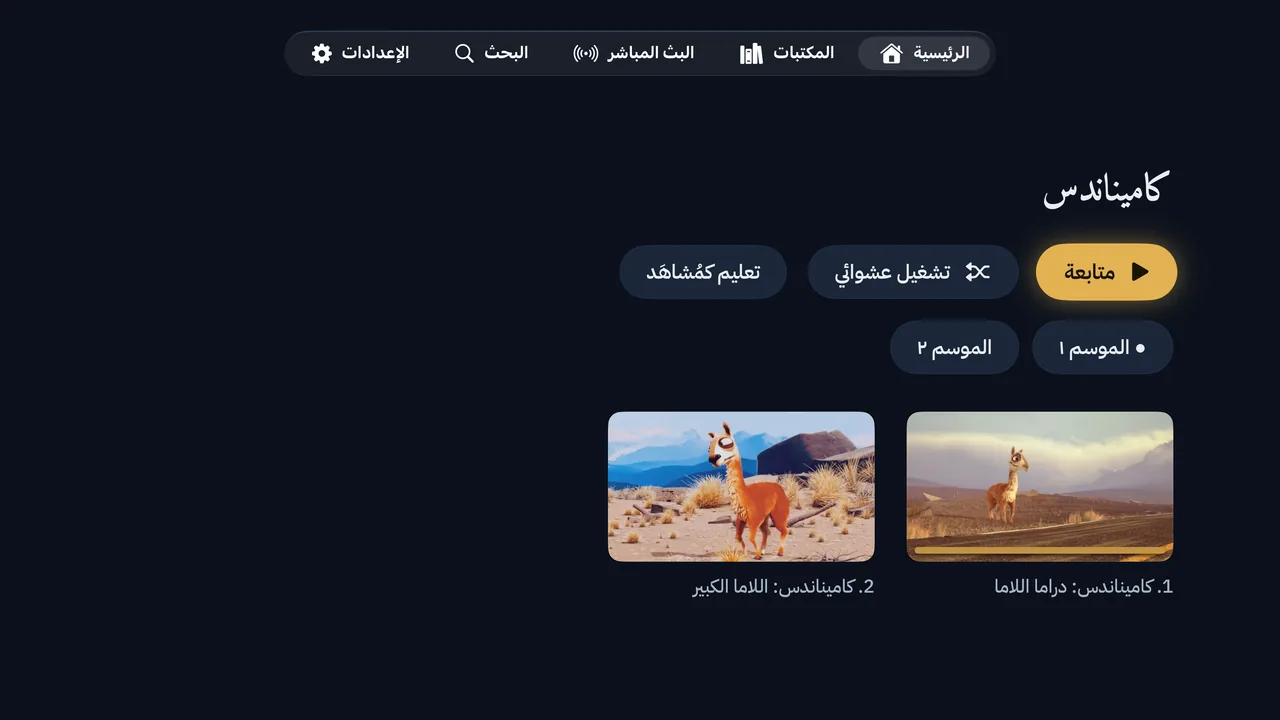 الرئيسية
المكتبات
البث المباشر
البحث
الإعدادات
كاميناندس
متابعة
تشغيل عشوائي
تعليم كمُشاهَد
الموسم ١
الموسم ٢
1. كاميناندس: دراما اللاما
2. كاميناندس: اللاما الكبير